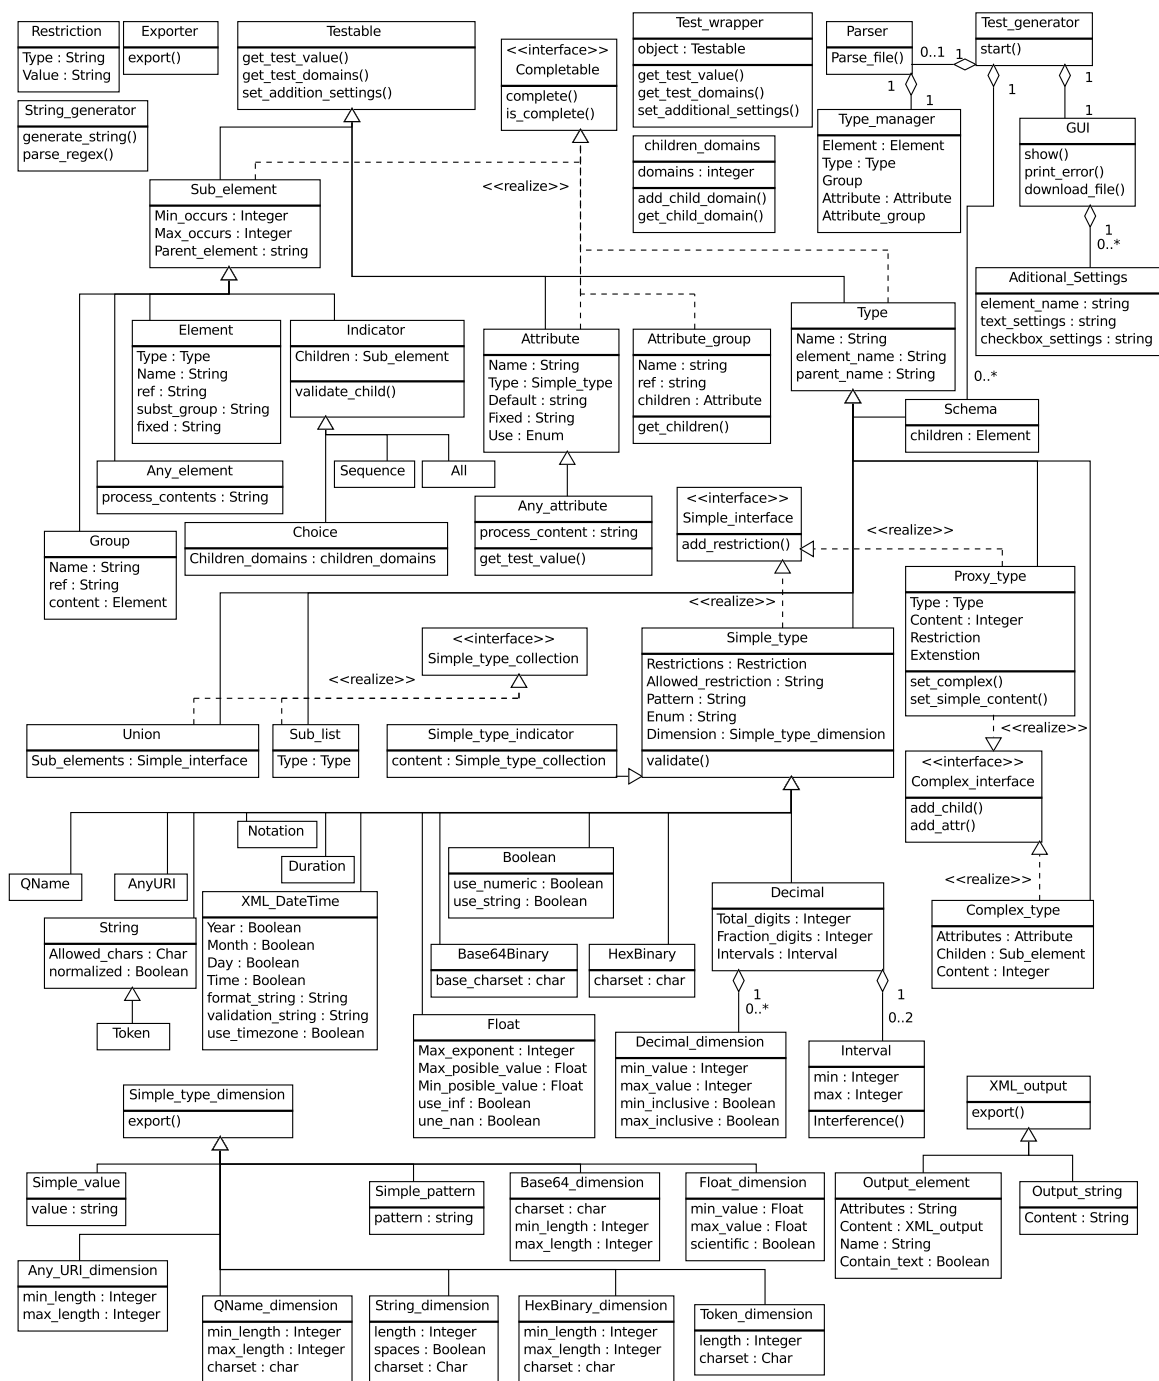 Restriction
Type : String
Value : String
Exporter
export()
String_generator
generate_string()
parse_regex()
Testable
get_test_value()
get_test_domains()
set_addition_settings()
<<interface>>
Completable
complete()
is_complete()
Test_wrapper
object : Testable
get_test_value()
get_test_domains()
set_additional_settings()
children_domains
domains : integer
add_child_domain()
get_child_domain()
Parser
Parse_file()
0..1
1
Test_generator
start()
1
1
1
1
1
Type_manager
Element : Element
Type : Type
Group
Attribute : Attribute
Attribute_group
GUI
show()
print_error()
download_file()
1
0..*
Aditional_Settings
element_name : string
text_settings : string
checkbox_settings : string
<<realize>>
Sub_element
Min_occurs : Integer
Max_occurs : Integer
Parent_element : string
Element
Type : Type
Name : String
ref : String
subst_group : String
fixed : String
Indicator
Children : Sub_element
validate_child()
Attribute
Name : String
Type : Simple_type
Default : string
Fixed : String
Use : Enum
Attribute_group
Name : string
ref : string
children : Attribute
get_children()
Type
Name : String
element_name : String
parent_name : String
0..*
Schema
children : Element
Any_element
process_contents : String
Sequence
All
Group
Name : String
ref : String
content : Element
Choice
Children_domains : children_domains
Any_attribute
process_content : string
get_test_value()
<<interface>>
Simple_interface
add_restriction()
<<realize>>
<<realize>>
Proxy_type
Type : Type
Content : Integer
Restriction
Extenstion
set_complex()
set_simple_content()
<<realize>>
<<interface>>
Simple_type_collection
<<realize>>
Simple_type
Restrictions : Restriction
Allowed_restriction : String
Pattern : String
Enum : String
Dimension : Simple_type_dimension
validate()
Union
Sub_elements : Simple_interface
Sub_list
Type : Type
Simple_type_indicator
content : Simple_type_collection
<<interface>>
Complex_interface
add_child()
add_attr()
<<realize>>
Complex_type
Attributes : Attribute
Childen : Sub_element
Content : Integer
QName
AnyURI
Notation
Duration
String
Allowed_chars : Char
normalized : Boolean
Token
XML_DateTime
Year : Boolean
Month : Boolean
Day : Boolean
Time : Boolean
format_string : String
validation_string : String
use_timezone : Boolean
Boolean
use_numeric : Boolean
use_string : Boolean
Base64Binary
base_charset : char
HexBinary
charset : char
Decimal
Total_digits : Integer
Fraction_digits : Integer
Intervals : Interval
1
0..*
1
0..2
Float
Max_exponent : Integer
Max_posible_value : Float
Min_posible_value : Float
use_inf : Boolean
une_nan : Boolean
Decimal_dimension
min_value : Integer
max_value : Integer
min_inclusive : Boolean
max_inclusive : Boolean
Interval
min : Integer
max : Integer
Interference()
XML_output
export()
Simple_type_dimension
export()
Simple_value
value : string
Simple_pattern
pattern : string
Base64_dimension
charset : char
min_length : Integer
max_length : Integer
Float_dimension
min_value : Float
max_value : Float
scientific : Boolean
Output_element
Attributes : String
Content : XML_output
Name : String
Contain_text : Boolean
Output_string
Content : String
Any_URI_dimension
min_length : Integer
max_length : Integer
QName_dimension
min_length : Integer
max_length : Integer
charset : char
String_dimension
length : Integer
spaces : Boolean
charset : Char
HexBinary_dimension
min_length : Integer
max_length : Integer
charset : char
Token_dimension
length : Integer
charset : Char